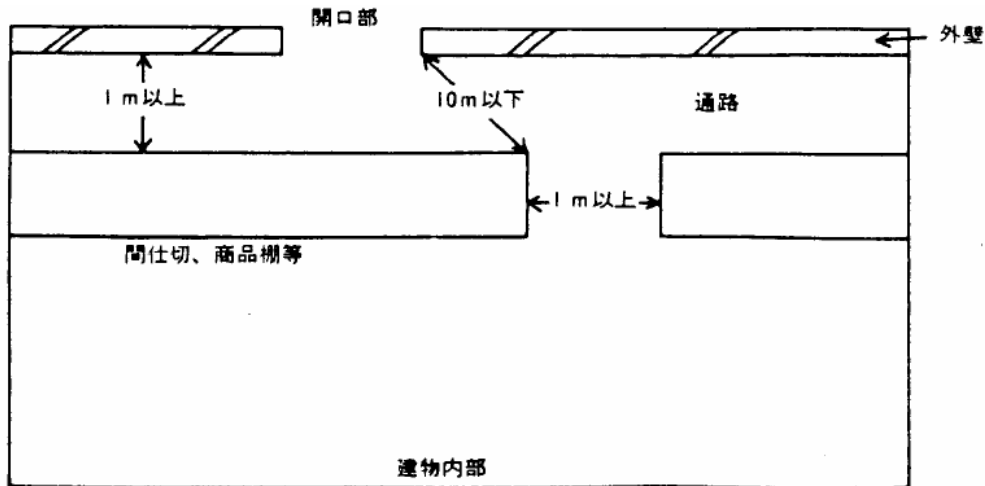 開口部
外壁
1m以上
10m以下
通路
1m以上
間仕切、商品棚等
建物内部